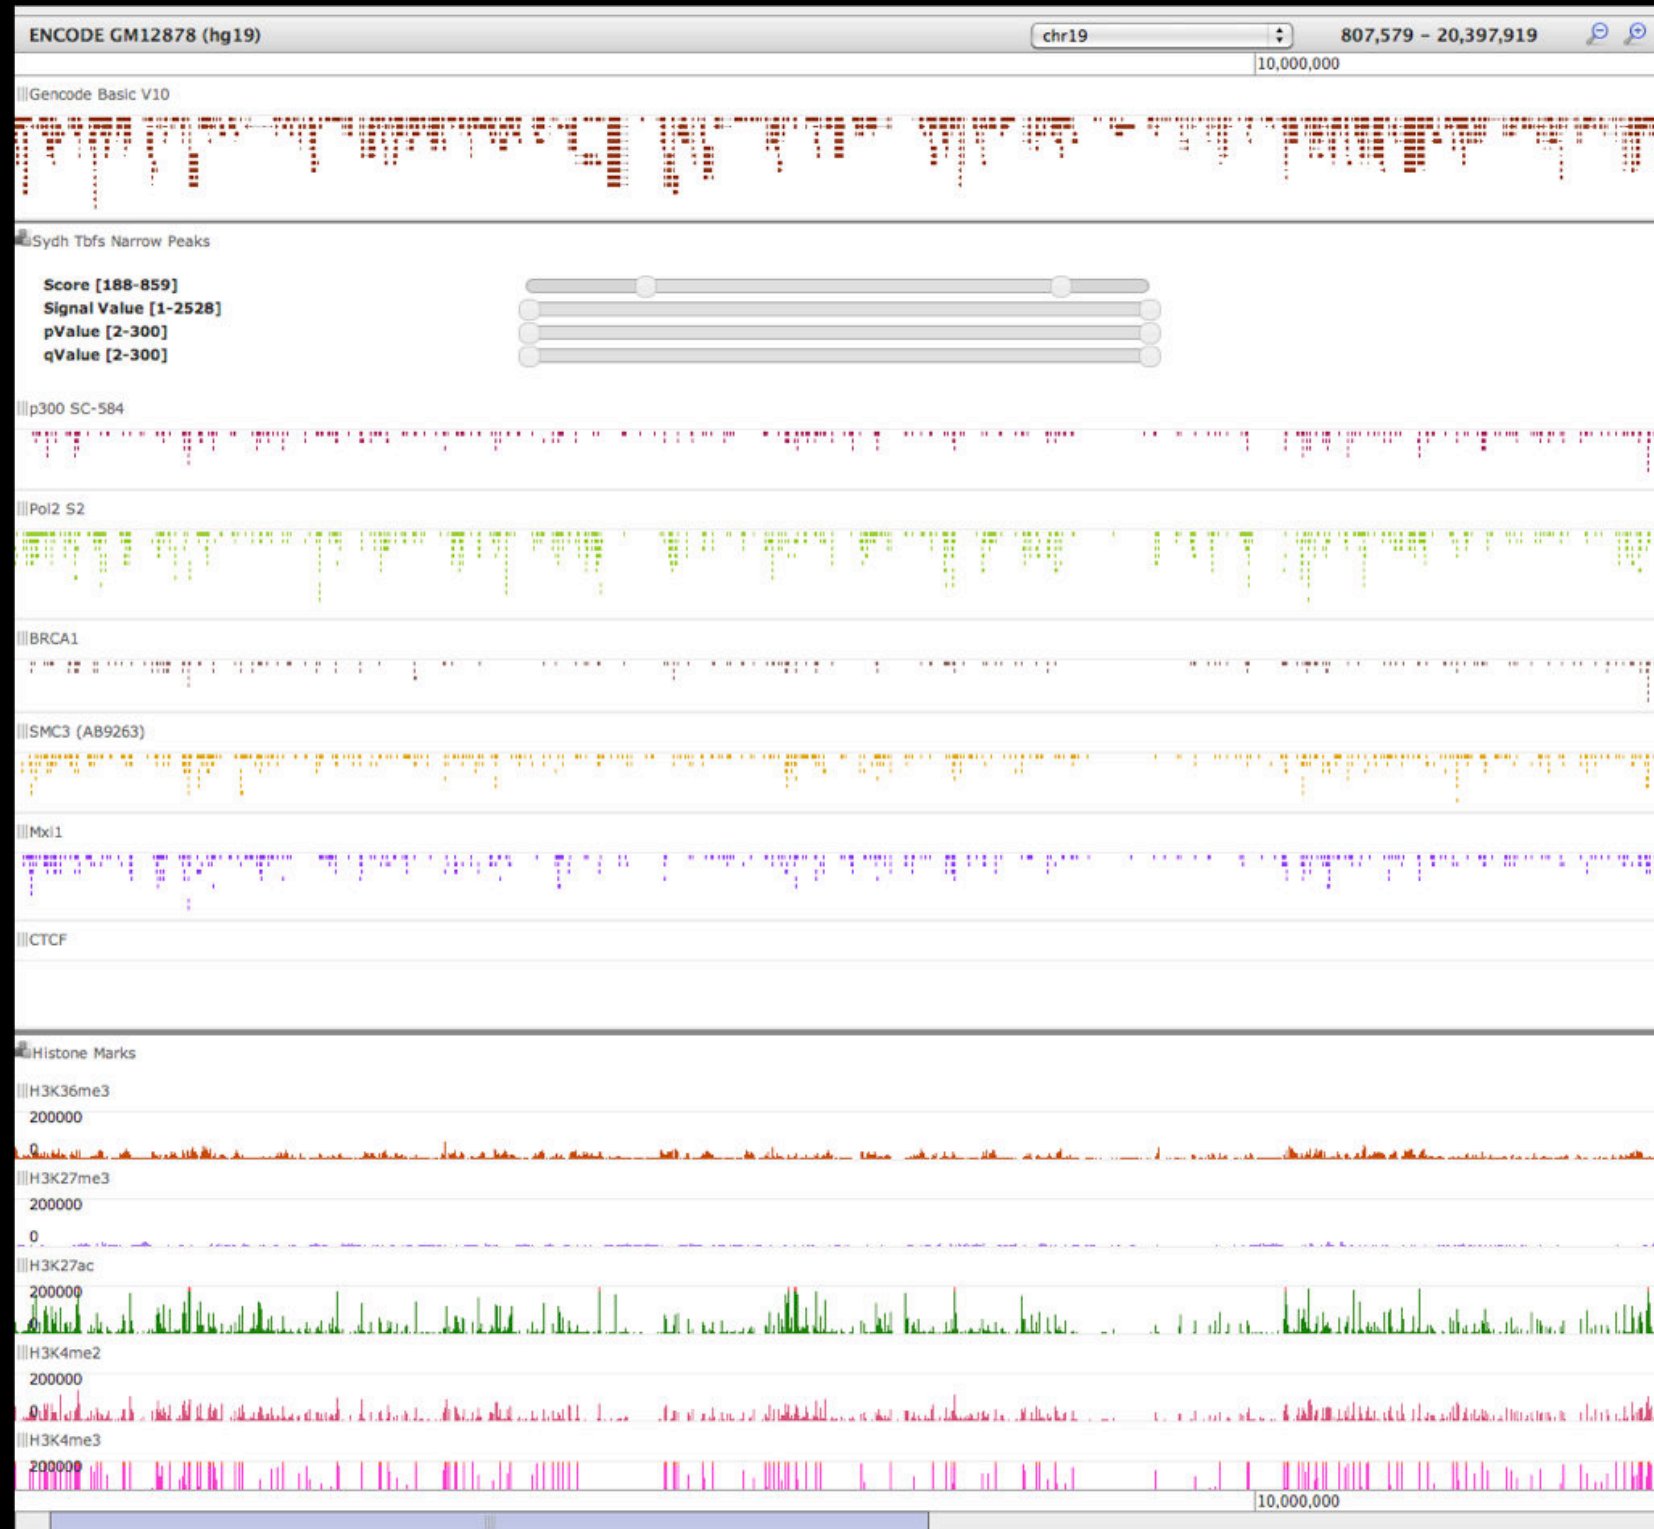 ENCODE GM12878 (hg19) chr19 807,579 - 20,397,919
10,000,000
Gencode Basic V10
Sydh Tbfs Narrow Peaks
Score [188-859]
Signal Value [1-2528]
pValue [2-300]
qValue [2-300]
p300 SC-584
Pol2 S2
BRCA1
SMC3 (AB9263)
Mxi1
CTCF
Histone Marks
H3K36me3
200000
0
H3K27me3
200000
0
H3K27ac
200000
0
H3K4me2
200000
0
H3K4me3
200000
10,000,000